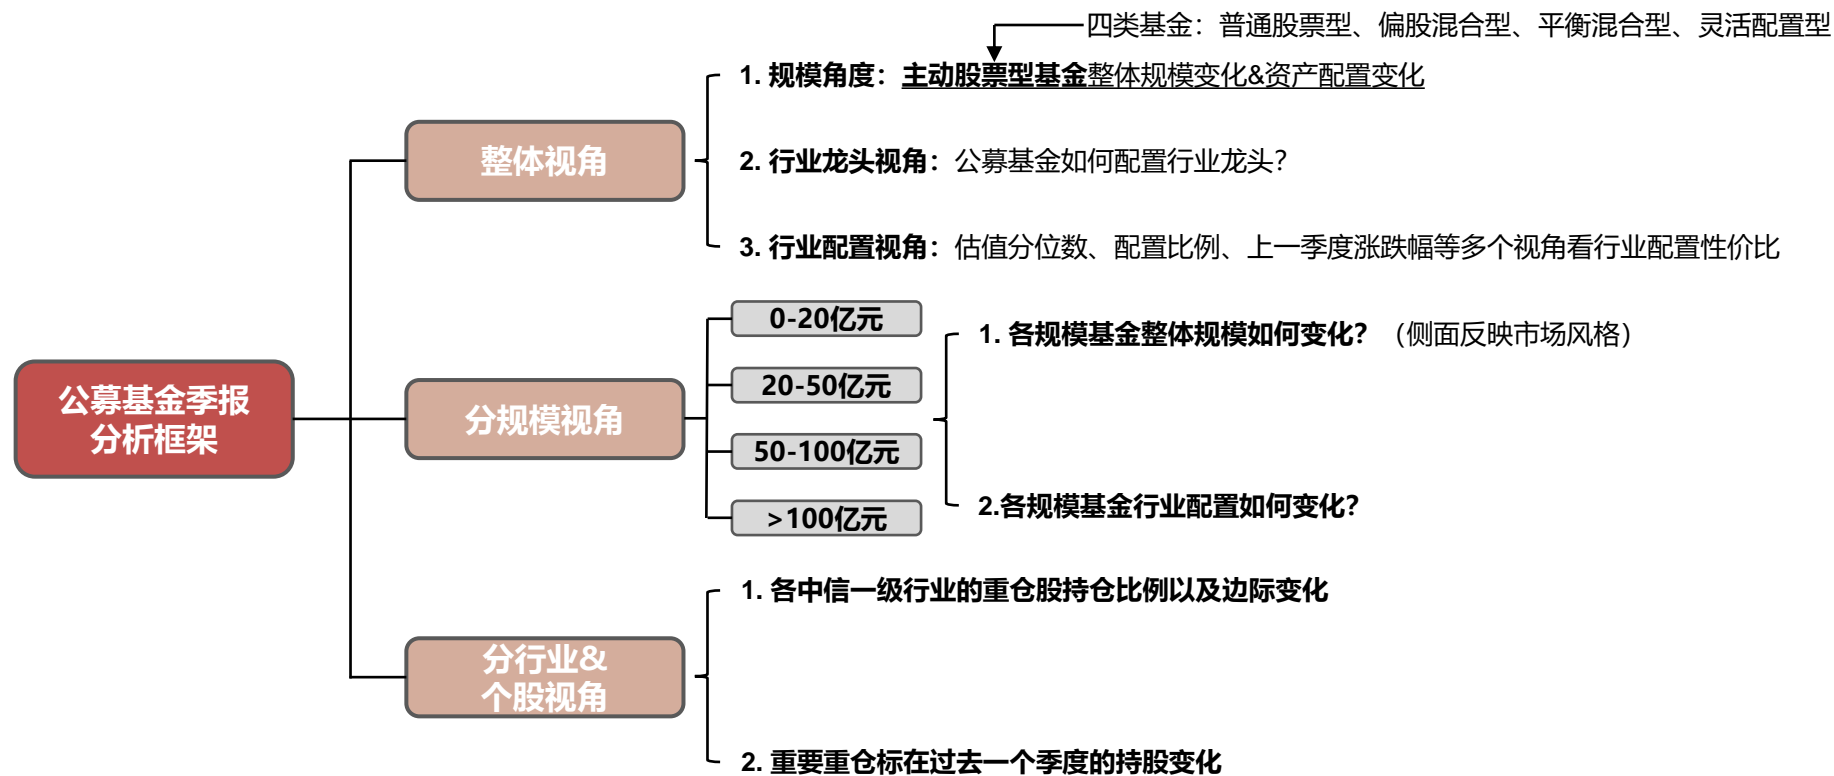 四类基金：普通股票型、偏股混合型、平衡混合型、灵活配置型
1. 规模角度：主动股票型基金整体规模变化&资产配置变化
整体视角
2. 行业龙头视角：公募基金如何配置行业龙头？
3. 行业配置视角：估值分位数、配置比例、上一季度涨跌幅等多个视角看行业配置性价比
公募基金季报
分析框架
分规模视角
0-20亿元
20-50亿元
50-100亿元
>100亿元
1. 各规模基金整体规模如何变化？（侧面反映市场风格）
2.各规模基金行业配置如何变化？
分行业&
个股视角
1. 各中信一级行业的重仓股持仓比例以及边际变化
2. 重要重仓标在过去一个季度的持股变化